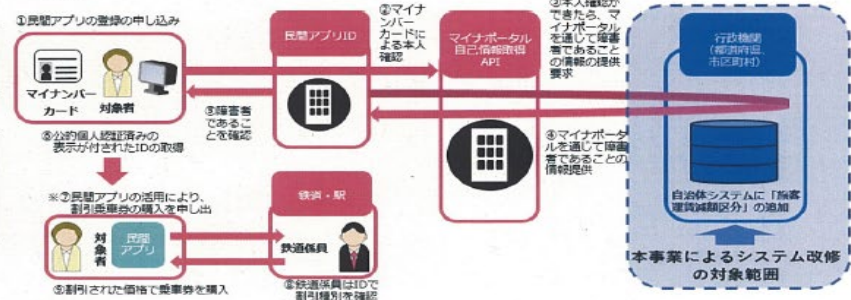 ①民間アプリの登録の申し込み
マイナンバー
カード
対象者
⑥公的個人認証済みの
表示が付されたIDの取得
民間アプリID
②マイナ
ンバー
カードに
よる本人
確認
マイナポータル
自己情報取得
API
③本人確認が
できたら、マ
イナポータル
を通じて障害
者であること
の情報の提供
要求
行政機関
(都道府県、
市区町村)
⑤障害者
であるこ
とを確認
④マイナポータ
ルを通じて障害
者であることの
情報提供
自治体システムに「旅客
運賃減額区分」の追加
本事業によるシステム改修
の対象範囲
※⑦民間アプリの活用により、
割引乗車券の購入を申し出
対
象
者
民間
アプリ
鉄道・駅
鉄道係員
⑨割引された価格で乗車券を購入
⑧鉄道係員はIDで
割引種別を確認